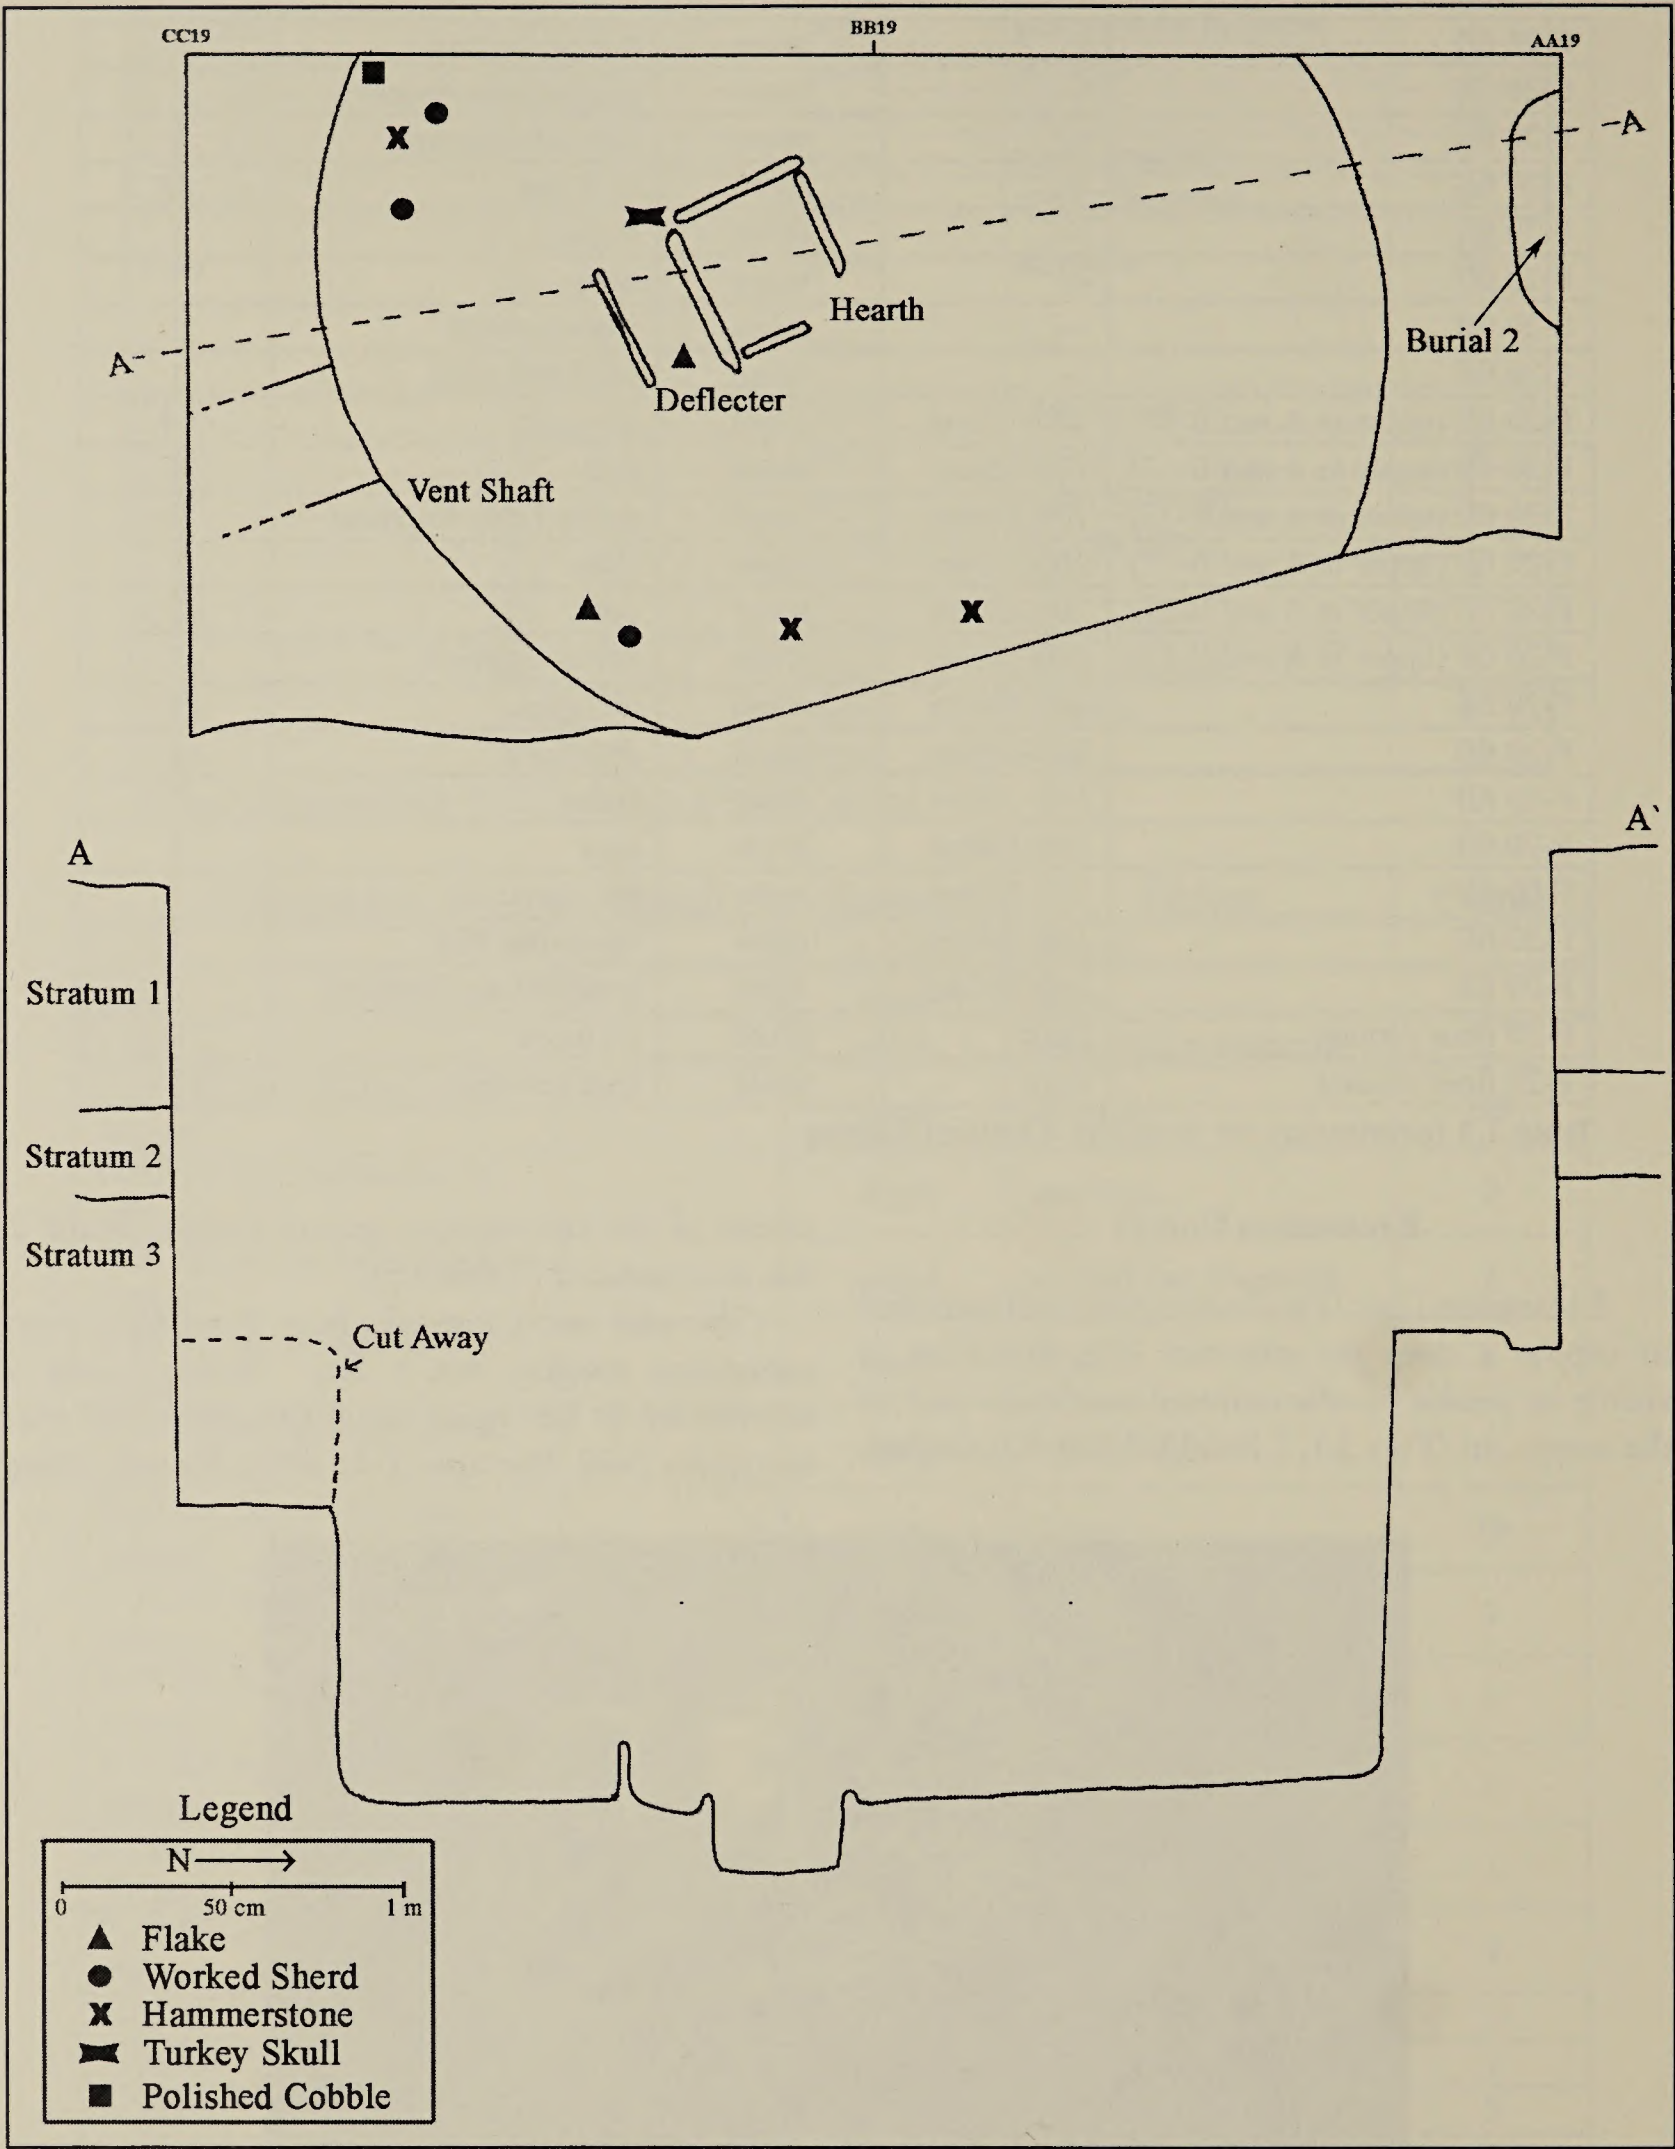 CC19
BB19
AA19
A
A
Hearth
Burial 2
Deflecter
Vent Shaft
A
A`
Stratum 1
Stratum 2
Stratum 3
Cut Away
Legend
N
0 50 cm 1 m
Flake
Worked Sherd
Hammerstone
Turkey Skull
Polished Cobble